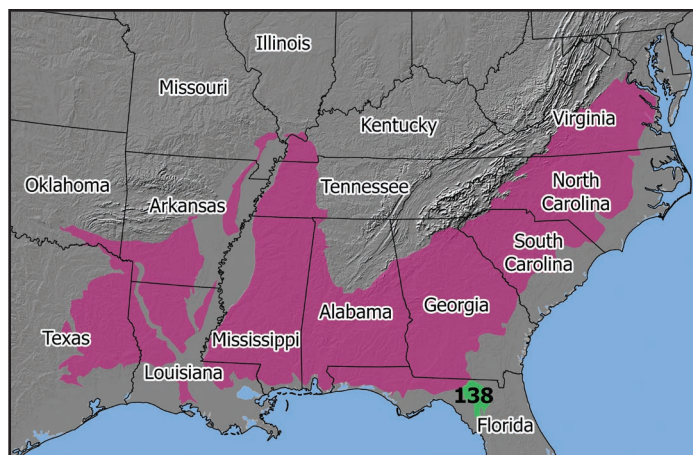 Illinois
Missouri
Kentucky
Virginia
Oklahoma
Arkansas
Tennessee
North
Carolina
South
Carolina
Texas
Louisiana
Mississippi
Alabama
Georgia
138
Florida